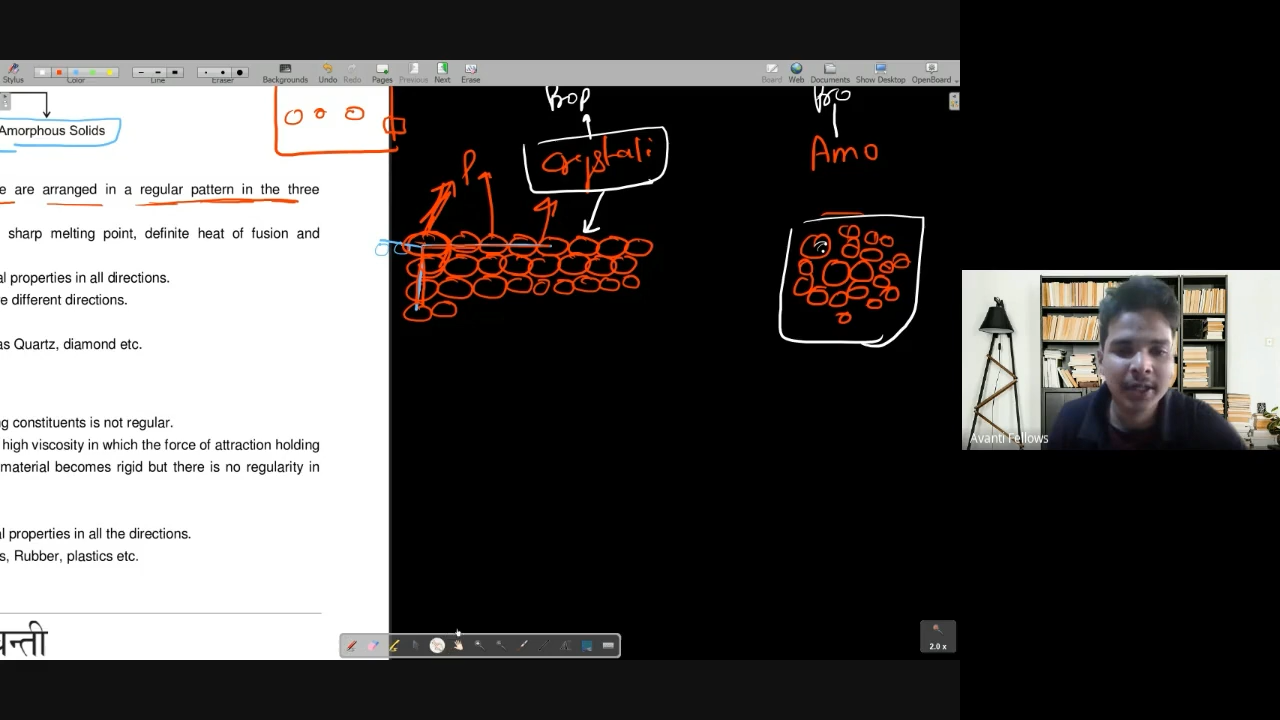 Stylus
Color
Line
Eraser
Backgrounds
Undo
Redo
Pages
Previous
Next
Erase
Board
Web
Documents
Show Desktop
OpenBoard
Amorphous Solids
e are arranged in a regular pattern in the three
sharp melting point, definite heat of fusion and
al properties in all directions.
re different directions.
as Quartz, diamond etc.
ng constituents is not regular.
high viscosity in which the force of attraction holding
material becomes rigid but there is no regularity in
al properties in all the directions.
s, Rubber, plastics etc.
वन्ती
P
Amo
Avanti Fellows
2.0 x